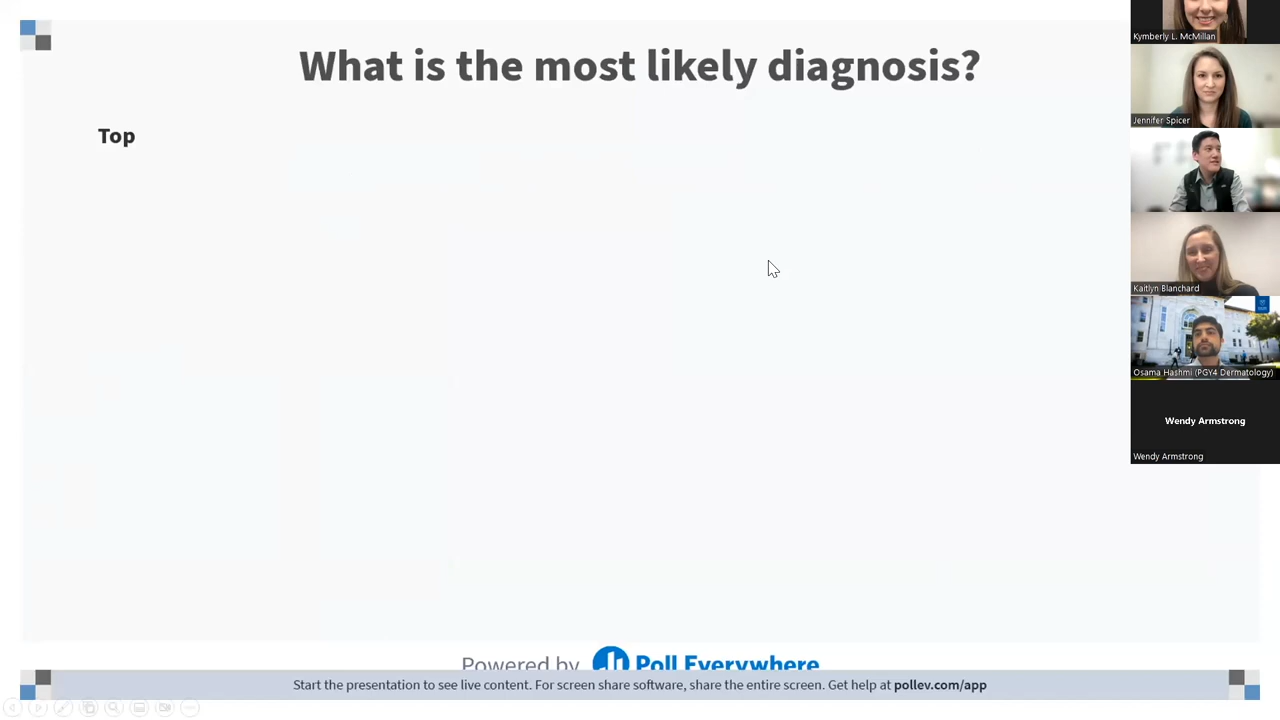 What is the most likely diagnosis?
Top
Kymberly L. McMillan
Jennifer Spicer
Kaitlyn Blanchard
Osama Hashmi (PGY4 Dermatology)
Wendy Armstrong
Wendy Armstrong
Powered by Poll Everywhere
Start the presentation to see live content. For screen share software, share the entire screen. Get help at pollev.com/app